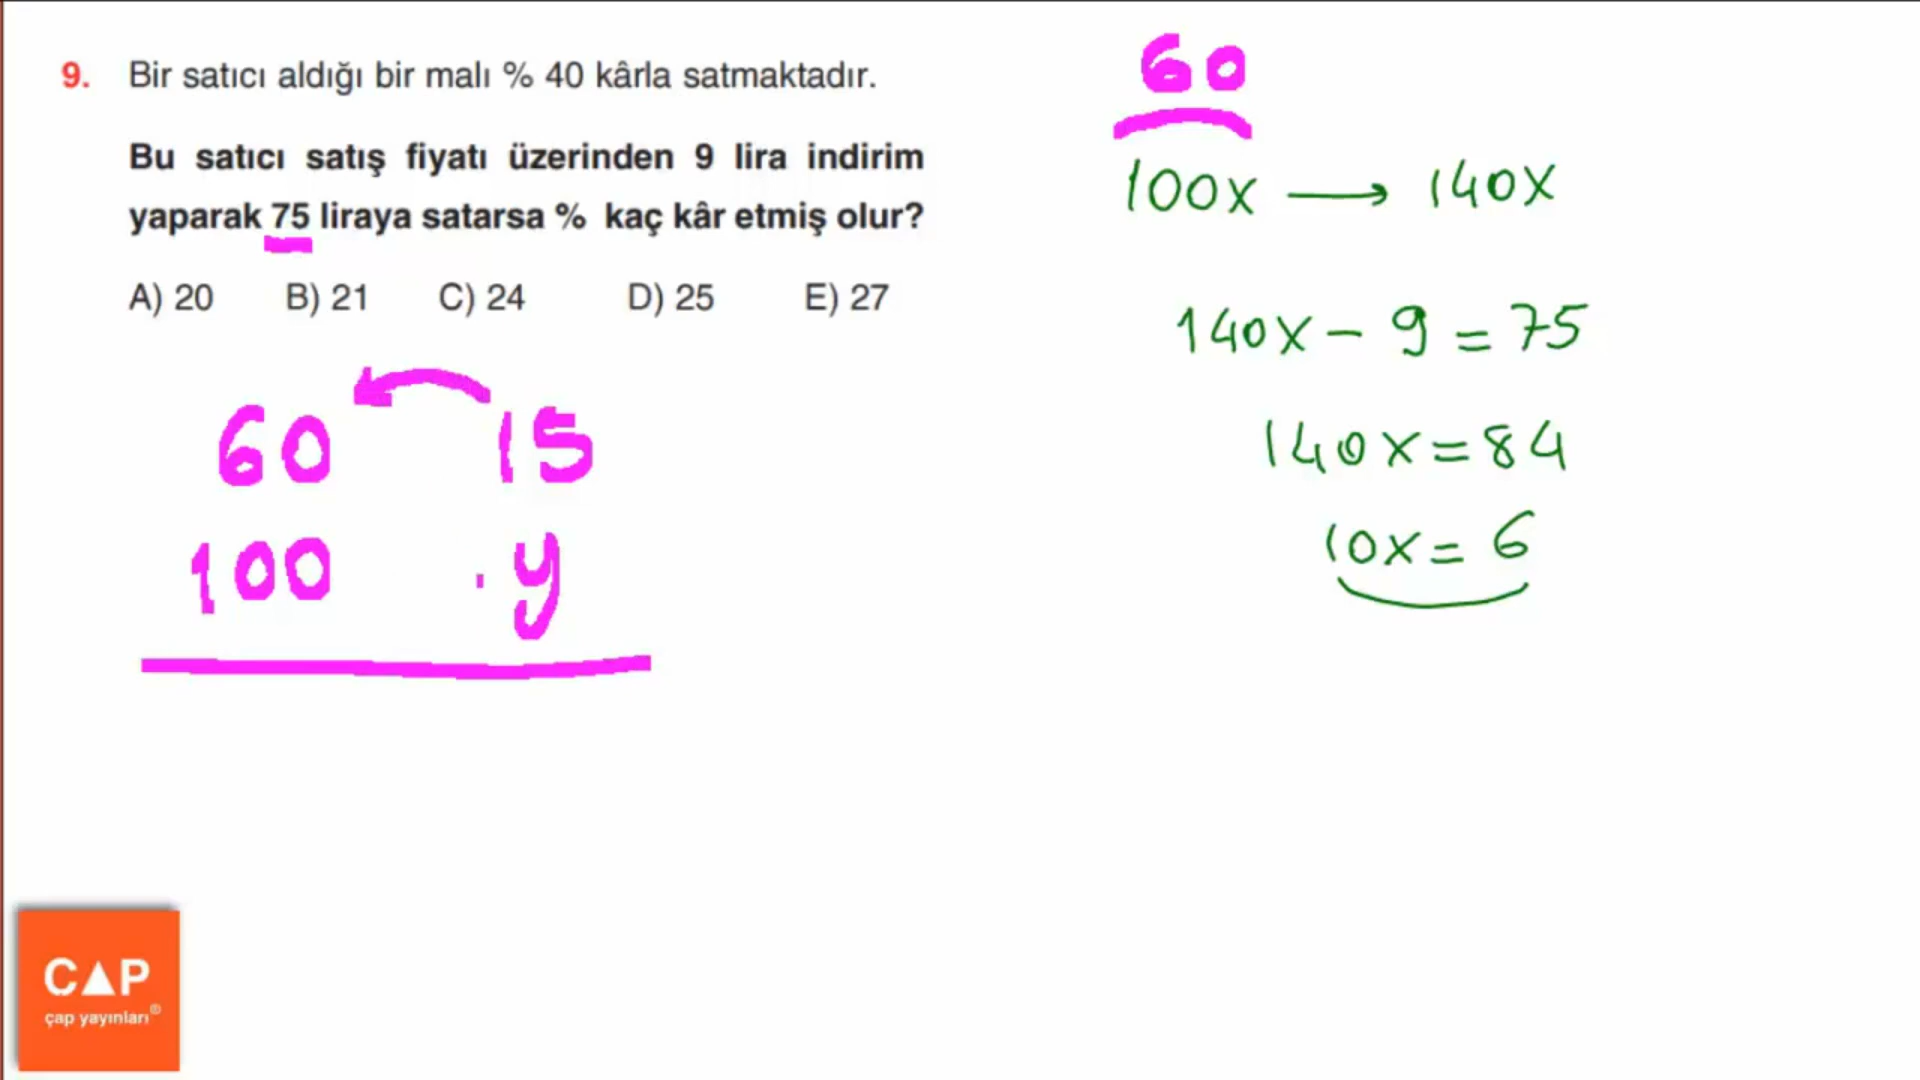 9. Bir satıcı aldığı bir malı % 40 kârla satmaktadır.
Bu satıcı satış fiyatı üzerinden 9 lira indirim
yaparak 75 liraya satarsa % kaç kâr etmiş olur?
A) 20 B) 21 C) 24 D) 25 E) 27
60 15
100 . y
60
100x → 140x
140x - 9 = 75
140x = 84
10x = 6
CAP
çap yayınları®